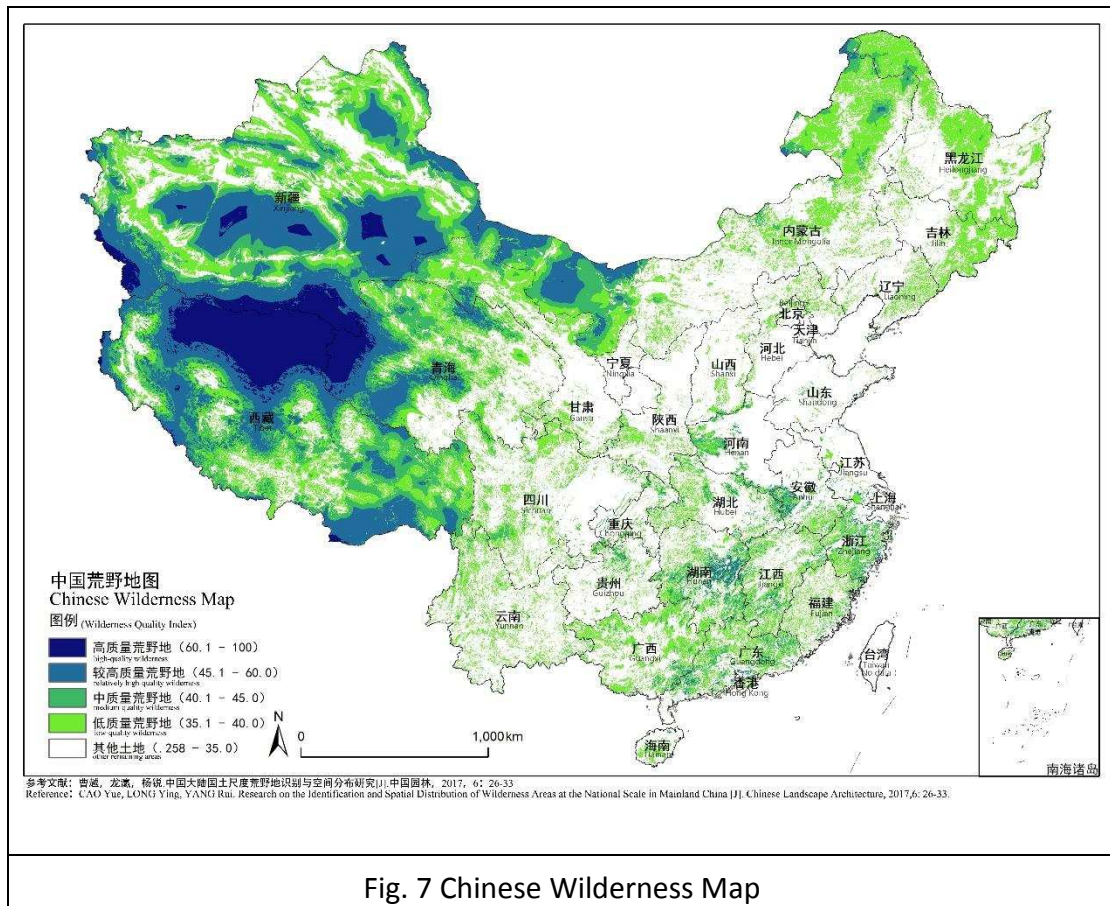 新疆
Xinjiang
西藏
Tibet
青海
Qinghai
甘肃
Gansu
宁夏
Ningxia
内蒙古
Inner Mongolia
黑龙江
Heilongjiang
吉林
Jilin
辽宁
Liaoning
北京
Beijing
天津
Tianjin
河北
Hebei
山西
Shanxi
山东
Shandong
陕西
Shaanxi
河南
Henan
江苏
Jiangsu
安徽
Anhui
上海
Shanghai
湖北
Hubei
四川
Sichuan
重庆
Chongqing
浙江
Zhejiang
湖南
Hunan
江西
Jiangxi
贵州
Guizhou
福建
Fujian
云南
Yunnan
广西
Guangxi
广东
Guangdong
香港
Hong Kong
台湾
Taiwan
No data
海南
Hainan
南海诸岛
中国荒野地图
Chinese Wilderness Map
图例 (Wilderness Quality Index)
高质量荒野地 (60.1 - 100)
high-quality wilderness
较高质量荒野地 (45.1 - 60.0)
relatively high quality wilderness
中质量荒野地 (40.1 - 45.0)
medium quality wilderness
低质量荒野地 (35.1 - 40.0)
low-quality wilderness
其他土地 (.258 - 35.0)
other remaining areas
N
0 1,000 km
参考文献: 曹越, 龙瀛, 杨锐.中国大陆国土尺度荒野地识别与空间分布研究[J].中国园林, 2017, 6: 26-33
Reference: CAO Yue, LONG Ying, YANG Rui. Research on the Identification and Spatial Distribution of Wilderness Areas at the National Scale in Mainland China [J]. Chinese Landscape Architecture, 2017,6: 26-33.
Fig. 7 Chinese Wilderness Map